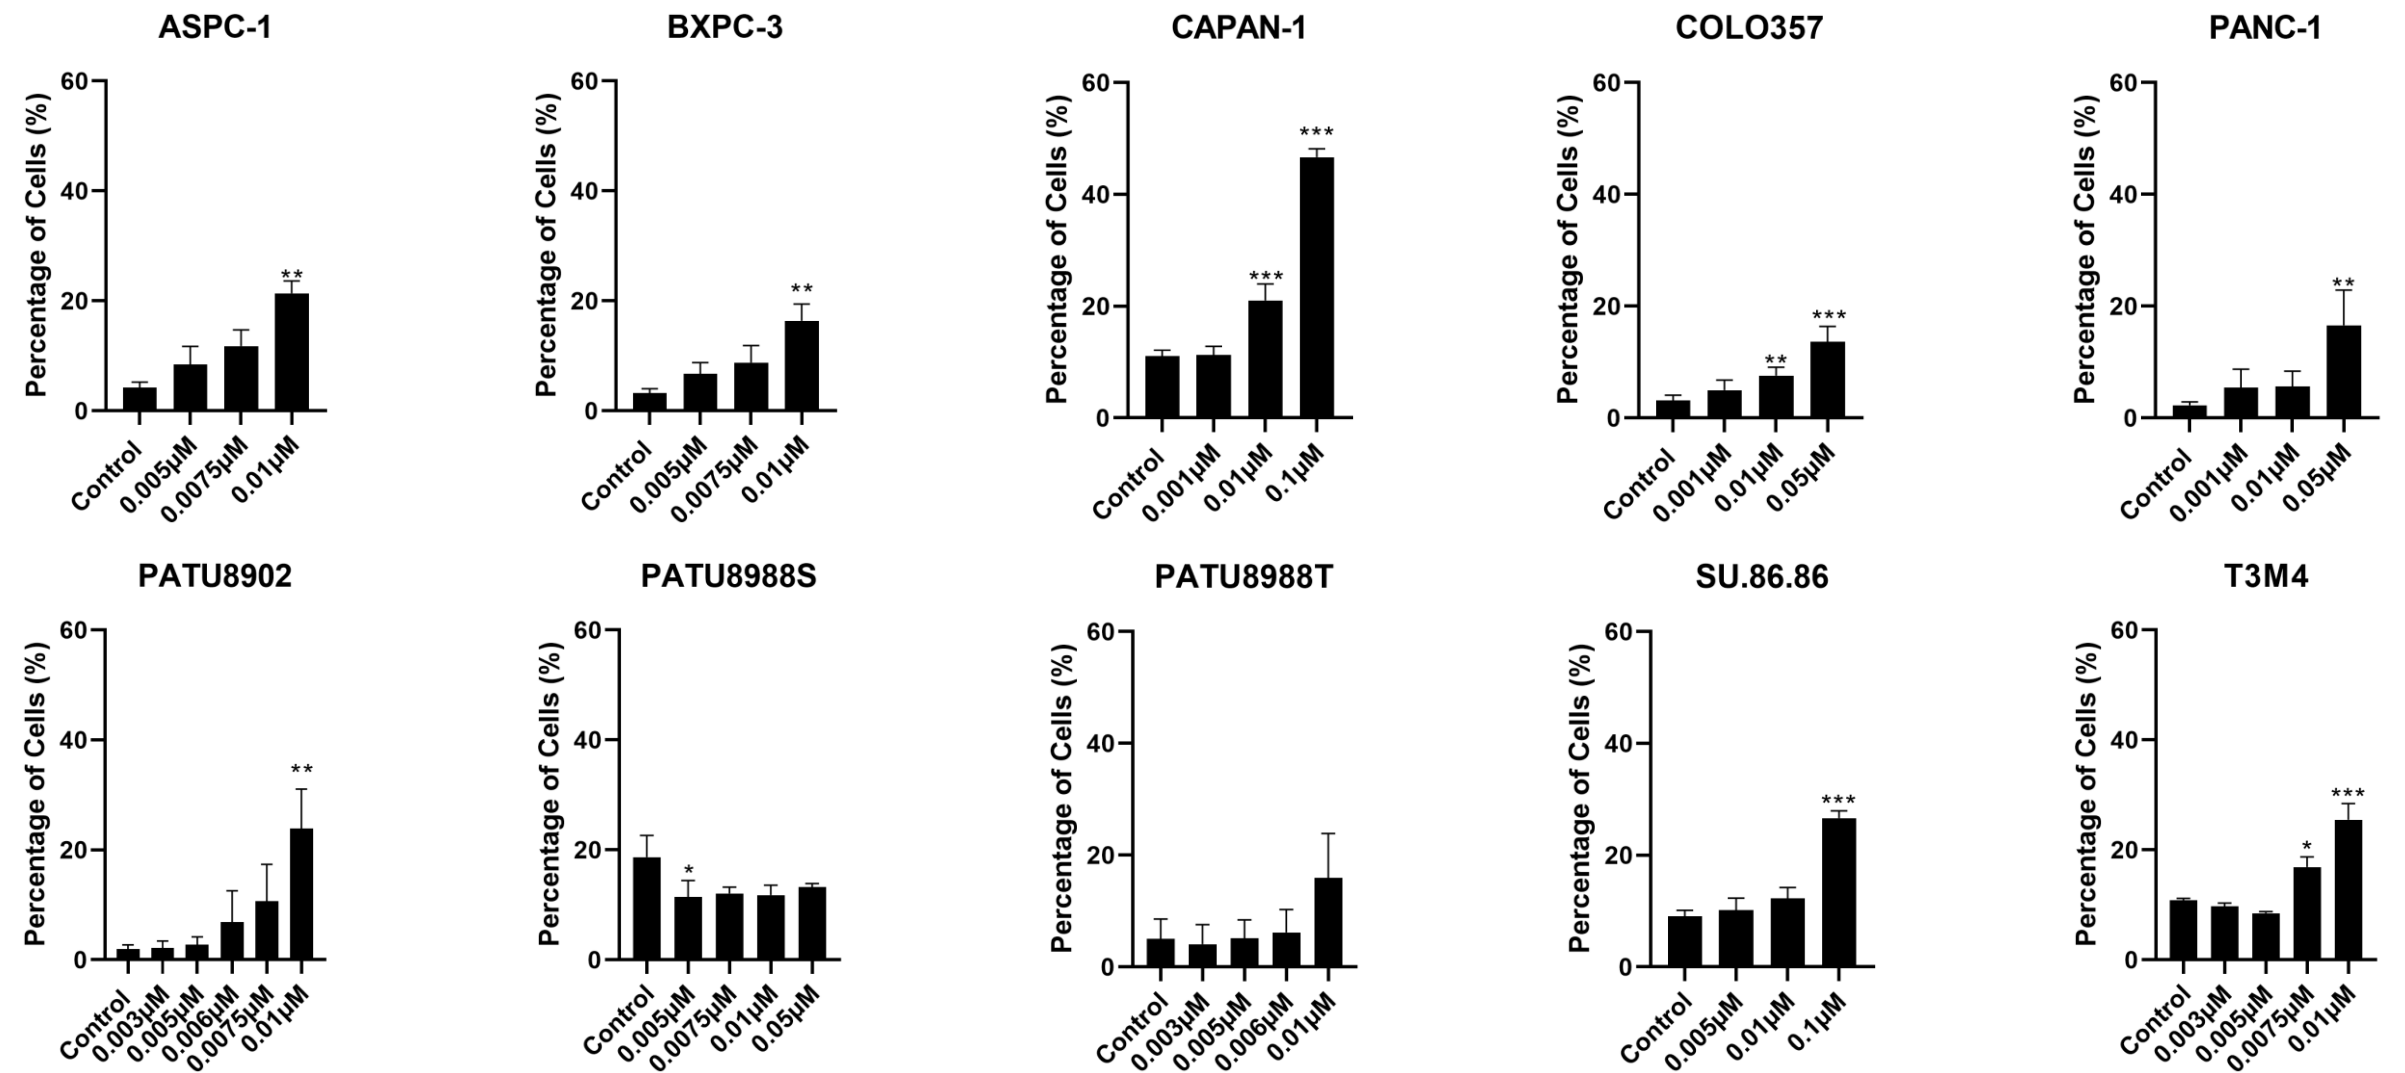 ASPC-1
Percentage of Cells (%)
60
40
20
0
**
Control
0.005µM
0.0075µM
0.01µM
BXPC-3
Percentage of Cells (%)
60
40
20
0
**
Control
0.005µM
0.0075µM
0.01µM
CAPAN-1
Percentage of Cells (%)
60
40
20
0
***
***
Control
0.001µM
0.01µM
0.1µM
COLO357
Percentage of Cells (%)
60
40
20
0
**
***
Control
0.001µM
0.01µM
0.05µM
PANC-1
Percentage of Cells (%)
60
40
20
0
**
Control
0.001µM
0.01µM
0.05µM
PATU8902
Percentage of Cells (%)
60
40
20
0
**
Control
0.003µM
0.005µM
0.006µM
0.0075µM
0.01µM
PATU8988S
Percentage of Cells (%)
60
40
20
0
*
Control
0.005µM
0.0075µM
0.01µM
0.05µM
PATU8988T
Percentage of Cells (%)
60
40
20
0
Control
0.003µM
0.005µM
0.006µM
0.01µM
SU.86.86
Percentage of Cells (%)
60
40
20
0
***
Control
0.005µM
0.01µM
0.1µM
T3M4
Percentage of Cells (%)
60
40
20
0
*
***
Control
0.003µM
0.005µM
0.0075µM
0.01µM